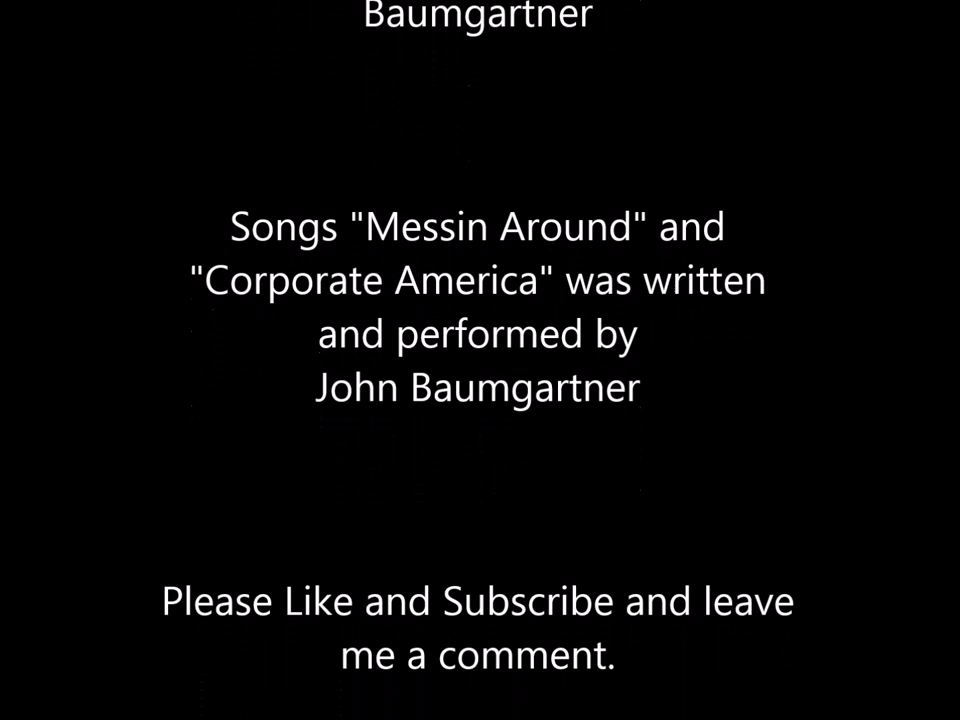 Baumgartner
Songs "Messin Around" and
"Corporate America" was written
and performed by
John Baumgartner
Please Like and Subscribe and leave
me a comment.